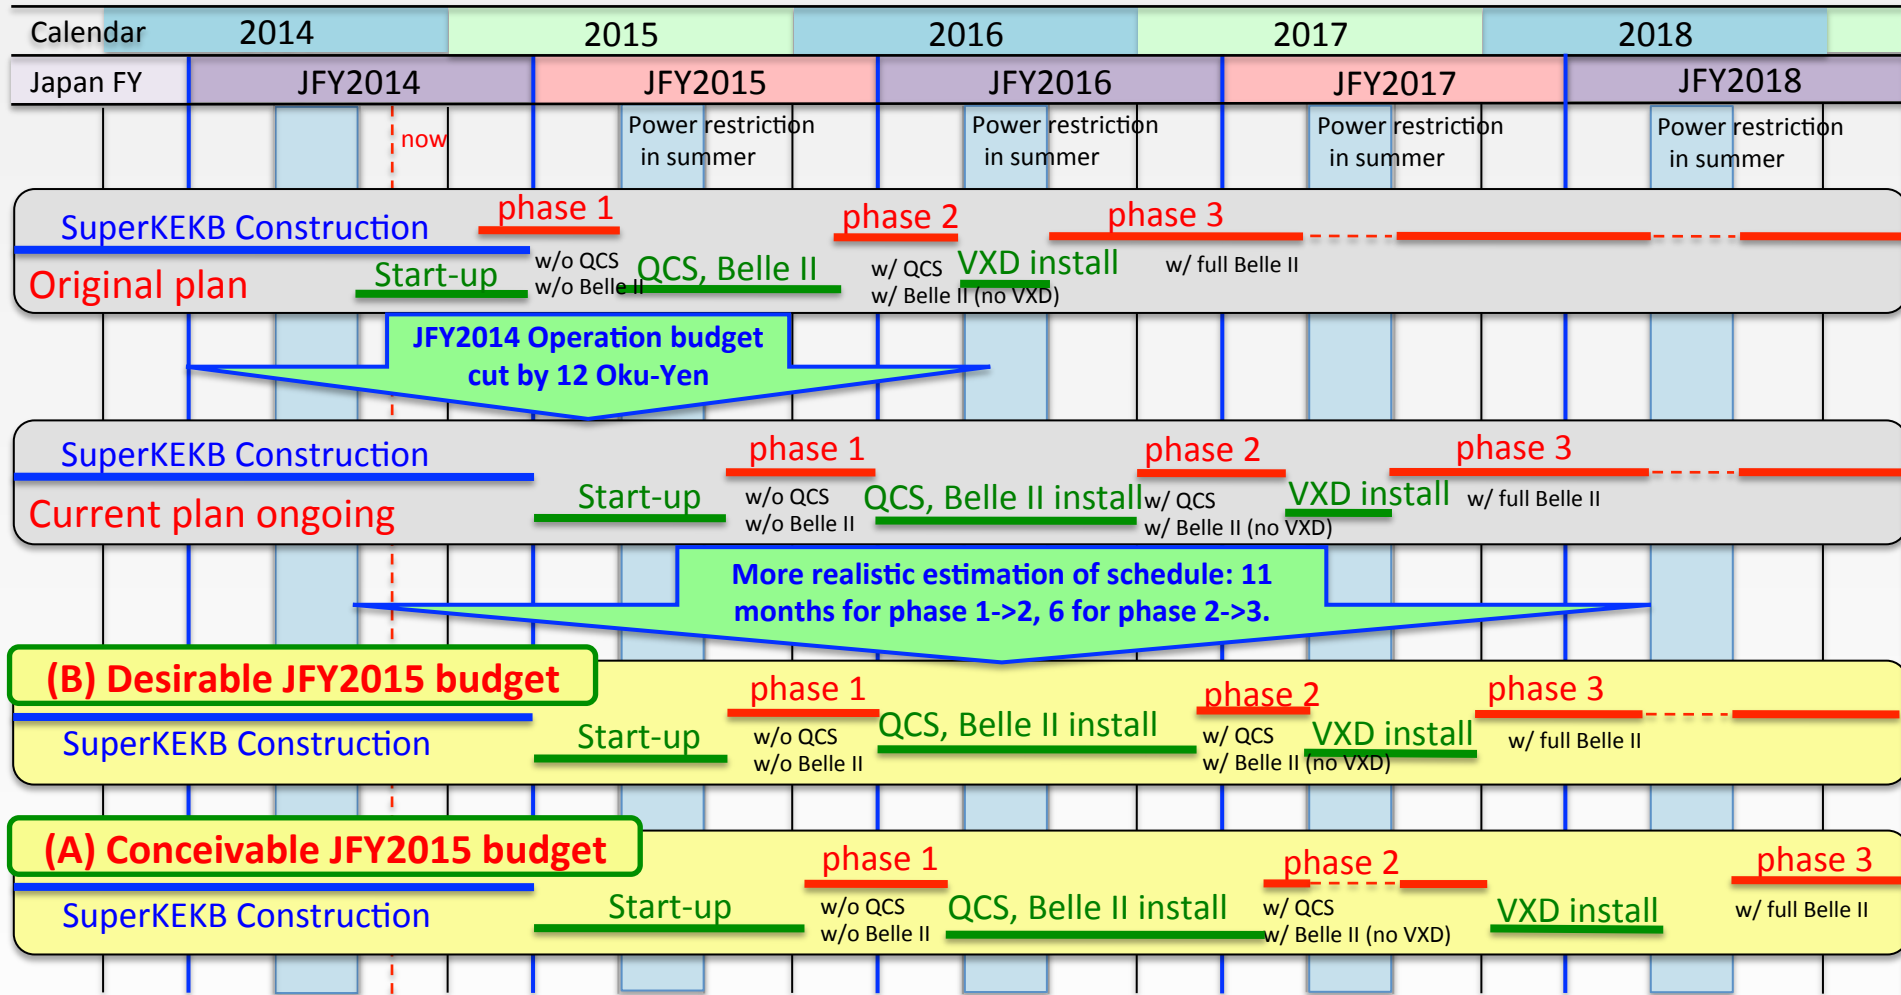 Calendar 2014 2015 2016 2017 2018
Japan FY JFY2014 JFY2015 JFY2016 JFY2017 JFY2018
now
Power restriction
in summer
Power restriction
in summer
Power restriction
in summer
Power restriction
in summer
SuperKEKB Construction
Original plan
Start-up
phase 1
w/o QCS
w/o Belle II
QCS, Belle II
phase 2
w/ QCS
w/ Belle II (no VXD)
VXD install
phase 3
w/ full Belle II
JFY2014 Operation budget
cut by 12 Oku-Yen
SuperKEKB Construction
Current plan ongoing
Start-up
phase 1
w/o QCS
w/o Belle II
QCS, Belle II install
phase 2
w/ QCS
w/ Belle II (no VXD)
VXD install
phase 3
w/ full Belle II
More realistic estimation of schedule: 11
months for phase 1->2, 6 for phase 2->3.
(B) Desirable JFY2015 budget
SuperKEKB Construction
Start-up
phase 1
w/o QCS
w/o Belle II
QCS, Belle II install
phase 2
w/ QCS
w/ Belle II (no VXD)
VXD install
phase 3
w/ full Belle II
(A) Conceivable JFY2015 budget
SuperKEKB Construction
Start-up
phase 1
w/o QCS
w/o Belle II
QCS, Belle II install
phase 2
w/ QCS
w/ Belle II (no VXD)
VXD install
phase 3
w/ full Belle II